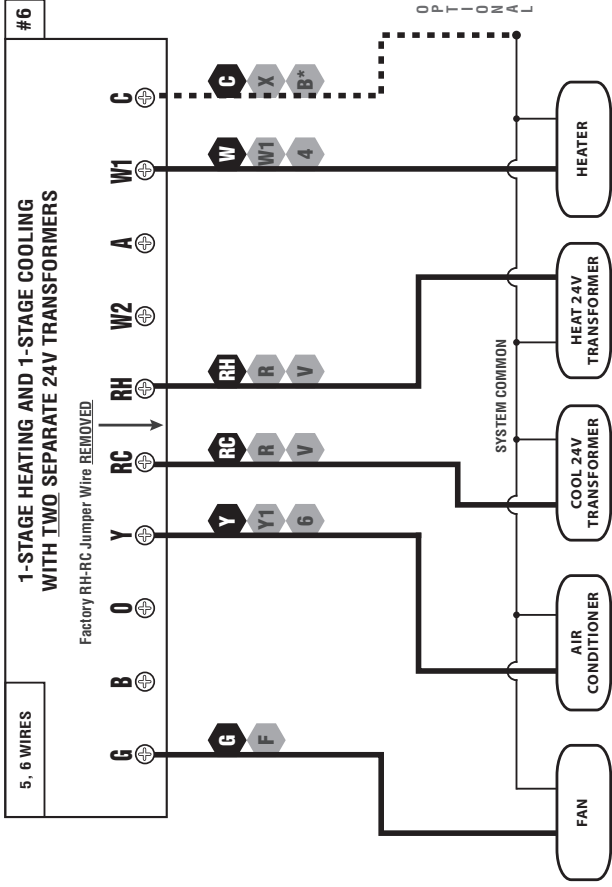 #6
5, 6 WIRES
1-STAGE HEATING AND 1-STAGE COOLING
WITH TWO SEPARATE 24V TRANSFORMERS
Factory RH-RC Jumper Wire REMOVED
G B O Y RC RH W2 A W1 C
G Y RC RH W C
F Y1 R R W1 X
6 V V 4 B*
OPTIONAL
SYSTEM COMMON
FAN
AIR
CONDITIONER
COOL 24V
TRANSFORMER
HEAT 24V
TRANSFORMER
HEATER